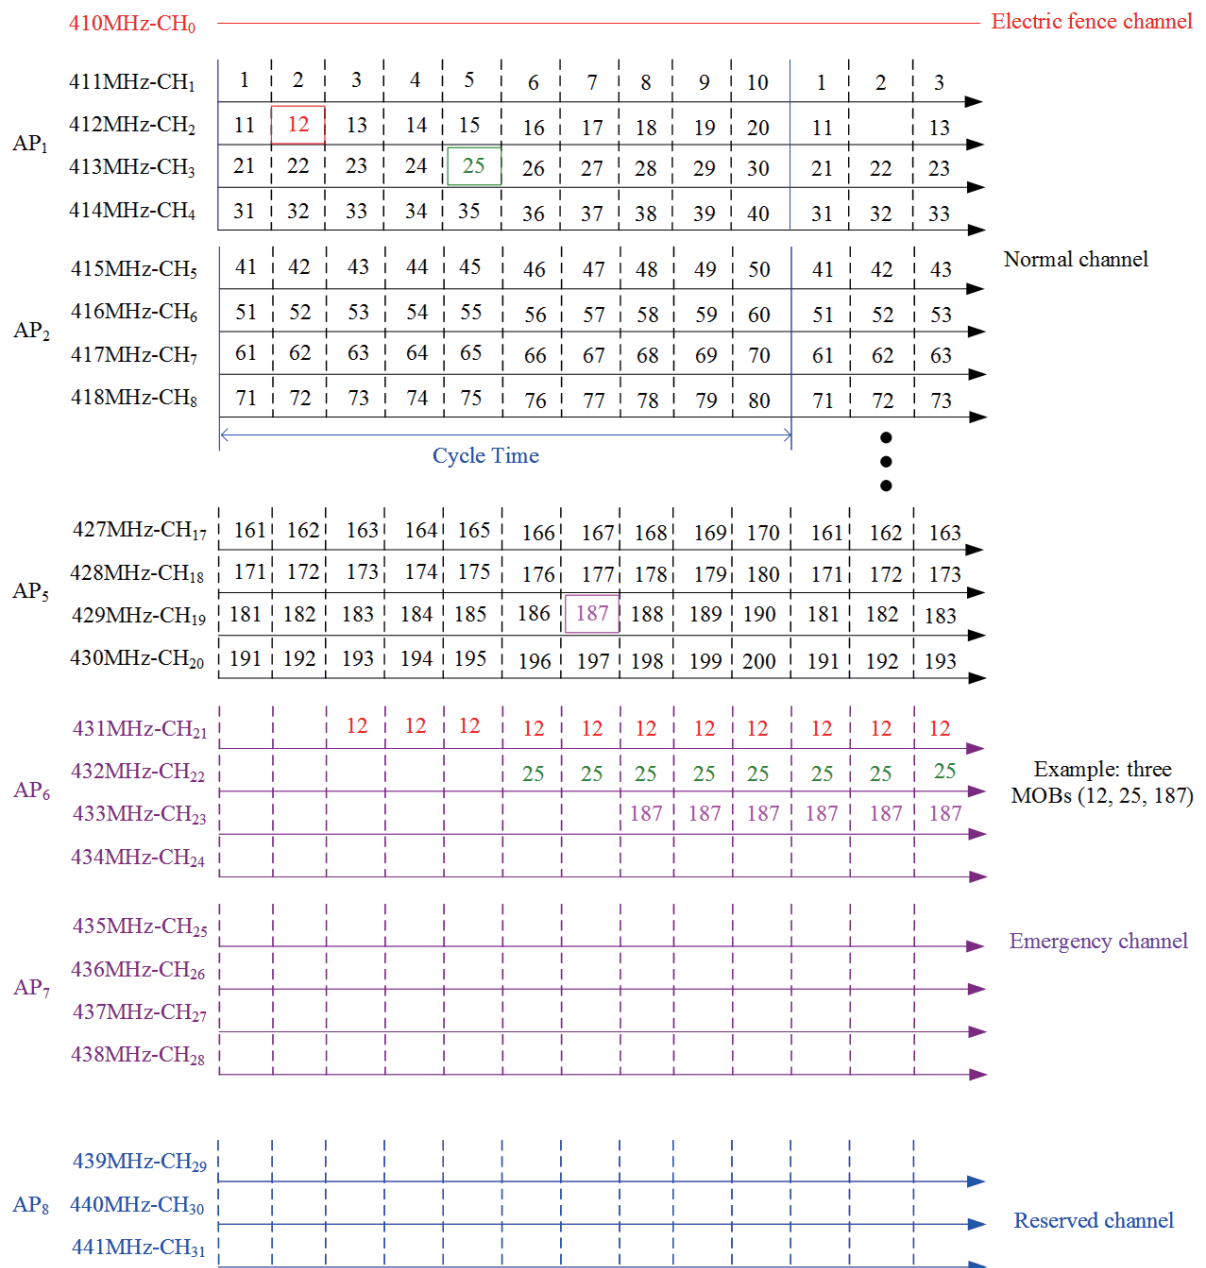 410MHz-CH₀ Electric fence channel
411MHz-CH₁ 1 2 3 4 5 6 7 8 9 10 1 2 3
412MHz-CH₂ 11 12 13 14 15 16 17 18 19 20 11 13
AP₁
413MHz-CH₃ 21 22 23 24 25 26 27 28 29 30 21 22 23
414MHz-CH₄ 31 32 33 34 35 36 37 38 39 40 31 32 33
Normal channel
415MHz-CH₅ 41 42 43 44 45 46 47 48 49 50 41 42 43
416MHz-CH₆ 51 52 53 54 55 56 57 58 59 60 51 52 53
AP₂
417MHz-CH₇ 61 62 63 64 65 66 67 68 69 70 61 62 63
418MHz-CH₈ 71 72 73 74 75 76 77 78 79 80 71 72 73
Cycle Time
427MHz-CH₁₇ 161 162 163 164 165 166 167 168 169 170 161 162 163
428MHz-CH₁₈ 171 172 173 174 175 176 177 178 179 180 171 172 173
AP₅
429MHz-CH₁₉ 181 182 183 184 185 186 187 188 189 190 181 182 183
430MHz-CH₂₀ 191 192 193 194 195 196 197 198 199 200 191 192 193
431MHz-CH₂₁ 12 12 12 12 12 12 12 12 12 12 12
432MHz-CH₂₂ 25 25 25 25 25 25 25 25
AP₆
Example: three
MOBs (12, 25, 187)
433MHz-CH₂₃ 187 187 187 187 187 187
434MHz-CH₂₄
435MHz-CH₂₅
Emergency channel
436MHz-CH₂₆
AP₇
437MHz-CH₂₇
438MHz-CH₂₈
439MHz-CH₂₉
AP₈ 440MHz-CH₃₀
Reserved channel
441MHz-CH₃₁